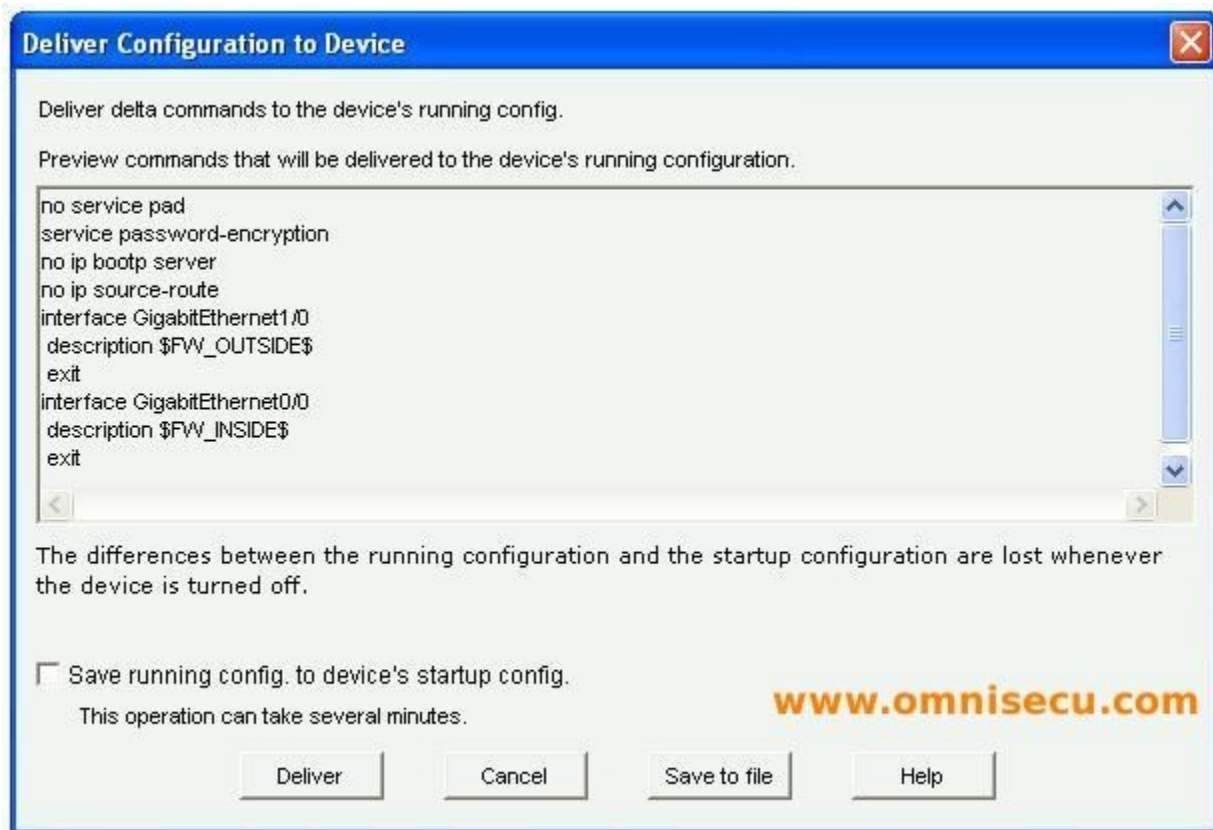 Deliver Configuration to Device
Deliver delta commands to the device's running config.
Preview commands that will be delivered to the device's running configuration.
no service pad
service password-encryption
no ip bootp server
no ip source-route
interface GigabitEthernet1/0
description $FW_OUTSIDE$
exit
interface GigabitEthernet0/0
description $FW_INSIDE$
exit
The differences between the running configuration and the startup configuration are lost whenever
the device is turned off.
Save running config. to device's startup config.
This operation can take several minutes.
www.omnisecu.com
Deliver Cancel Save to file Help